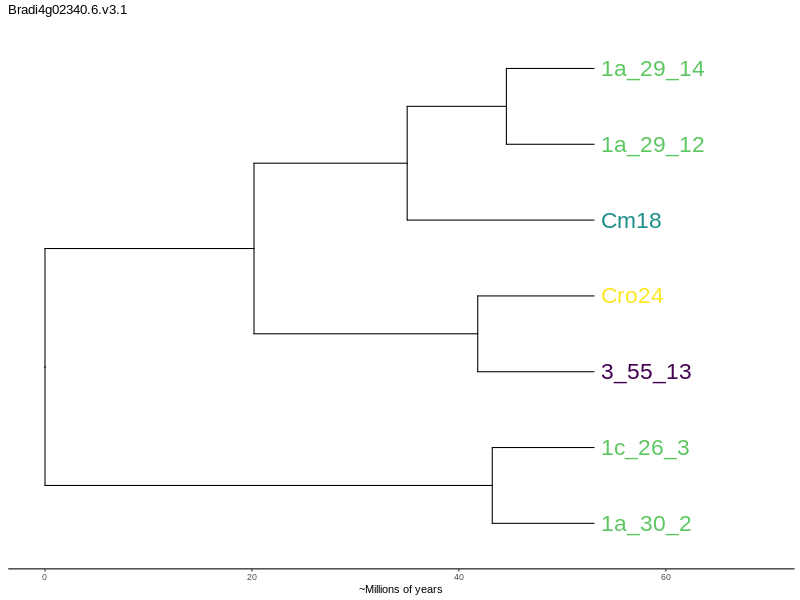 Bradi4g02340.6.v3.1
1a_29_14
1a_29_12
Cm18
Cro24
3_55_13
1c_26_3
1a_30_2
0 20 40 60
~Millions of years